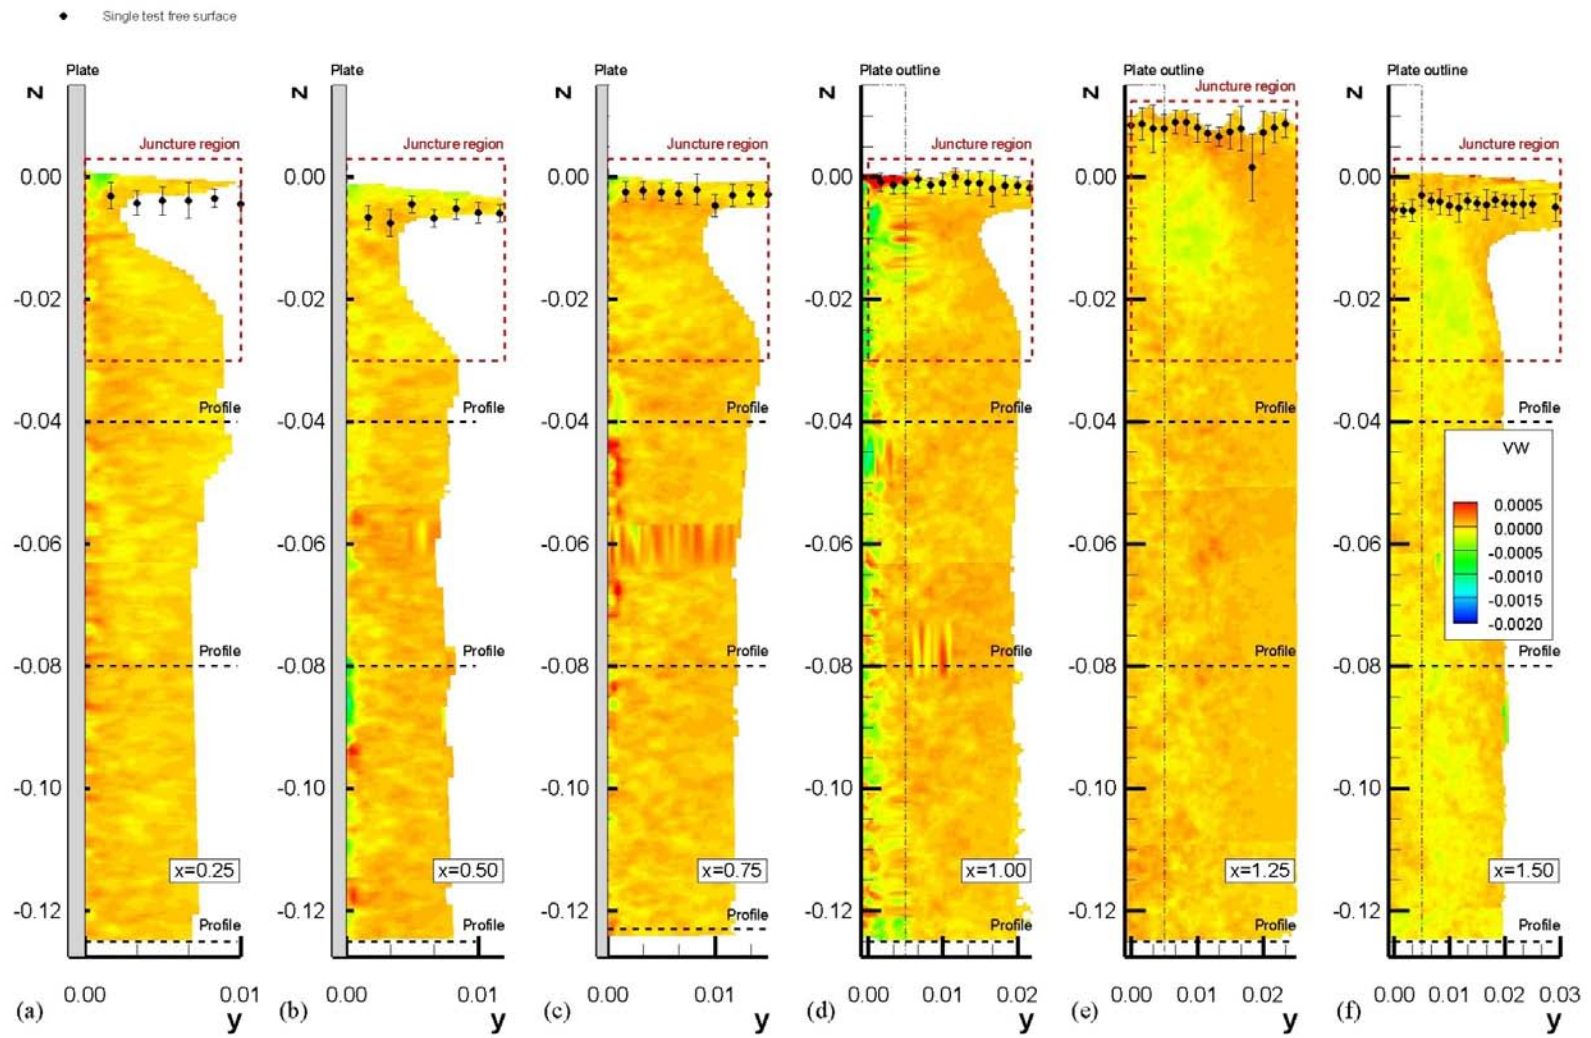 Single test free surface
Plate
Plate
Plate
Plate outline
Plate outline
Plate outline
z
z
z
z
z
z
Juncture region
Juncture region
Juncture region
Juncture region
Juncture region
Juncture region
0.00
0.00
0.00
0.00
0.00
0.00
-0.02
-0.02
-0.02
-0.02
-0.02
-0.02
Profile
Profile
Profile
Profile
Profile
Profile
-0.04
-0.04
-0.04
-0.04
-0.04
-0.04
VW
0.0005
0.0000
-0.0005
-0.0010
-0.0015
-0.0020
-0.06
-0.06
-0.06
-0.06
-0.06
-0.06
Profile
Profile
Profile
Profile
Profile
Profile
-0.08
-0.08
-0.08
-0.08
-0.08
-0.08
-0.10
-0.10
-0.10
-0.10
-0.10
-0.10
x=0.25
x=0.50
x=0.75
x=1.00
x=1.25
x=1.50
-0.12
-0.12
-0.12
-0.12
-0.12
-0.12
Profile
Profile
Profile
Profile
Profile
Profile
(a) 0.00 0.01
y
(b) 0.00 0.01
y
(c) 0.00 0.01
y
(d) 0.00 0.01 0.02
y
(e) 0.00 0.01 0.02
y
(f) 0.00 0.01 0.02 0.03
y